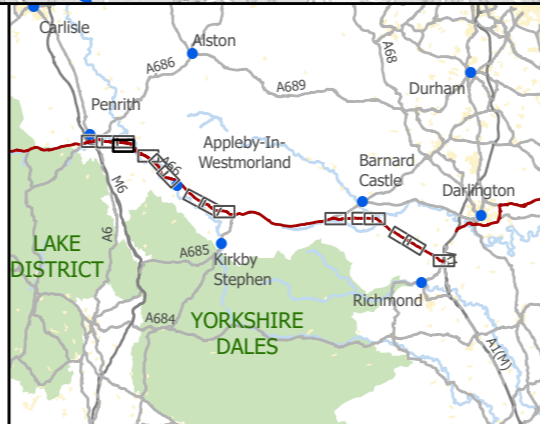 Carlisle
Alston
A68
A686
A689
Durham
Penrith
Appleby-In-
Westmorland
A66
Barnard
Castle
Darlington
M6
LAKE
DISTRICT
A6
A685
Kirkby
Stephen
Richmond
A684
YORKSHIRE
DALES
A1(M)